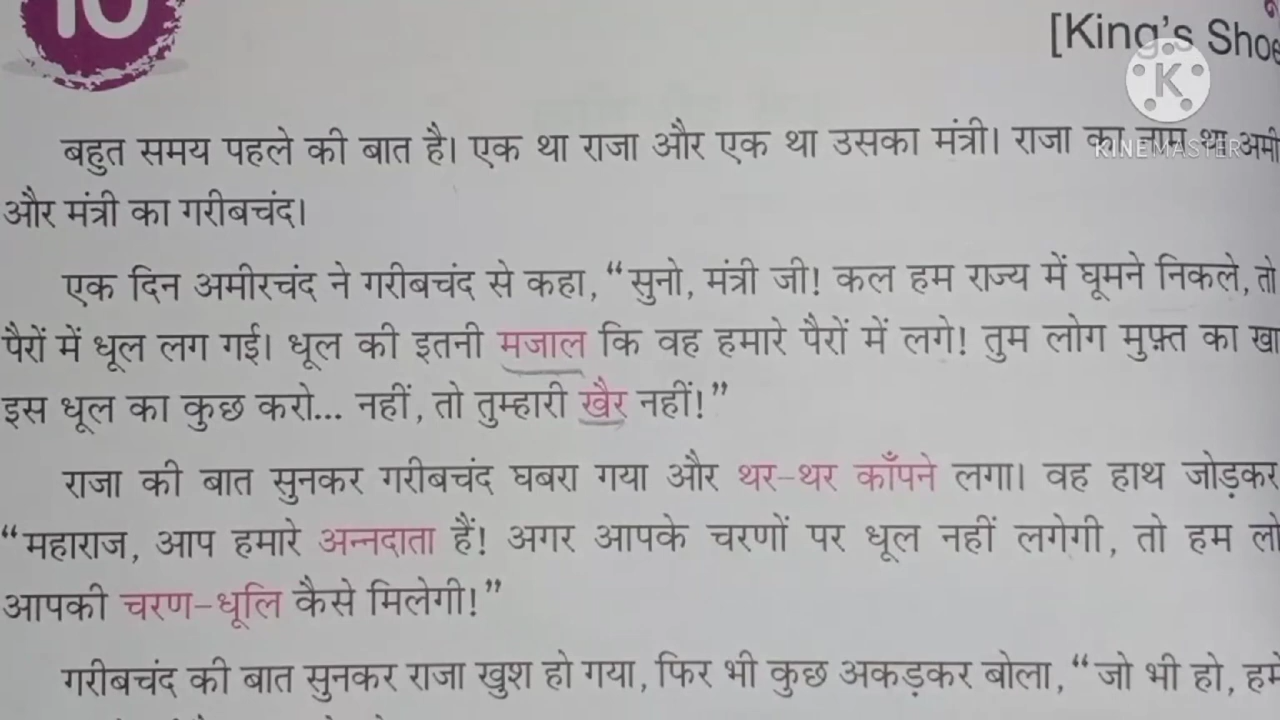 10
[King's Shoe
K
KINEMASTER
बहुत समय पहले की बात है। एक था राजा और एक था उसका मंत्री। राजा का नाम था अमी
और मंत्री का गरीबचंद।
एक दिन अमीरचंद ने गरीबचंद से कहा, “सुनो, मंत्री जी! कल हम राज्य में घूमने निकले, तो
पैरों में धूल लग गई। धूल की इतनी मजाल कि वह हमारे पैरों में लगे! तुम लोग मुफ़्त का खा
इस धूल का कुछ करो... नहीं, तो तुम्हारी खैर नहीं!”
राजा की बात सुनकर गरीबचंद घबरा गया और थर-थर काँपने लगा। वह हाथ जोड़कर
“महाराज, आप हमारे अन्नदाता हैं! अगर आपके चरणों पर धूल नहीं लगेगी, तो हम लो
आपकी चरण-धूलि कैसे मिलेगी!”
गरीबचंद की बात सुनकर राजा खुश हो गया, फिर भी कुछ अकड़कर बोला, “जो भी हो, हमें